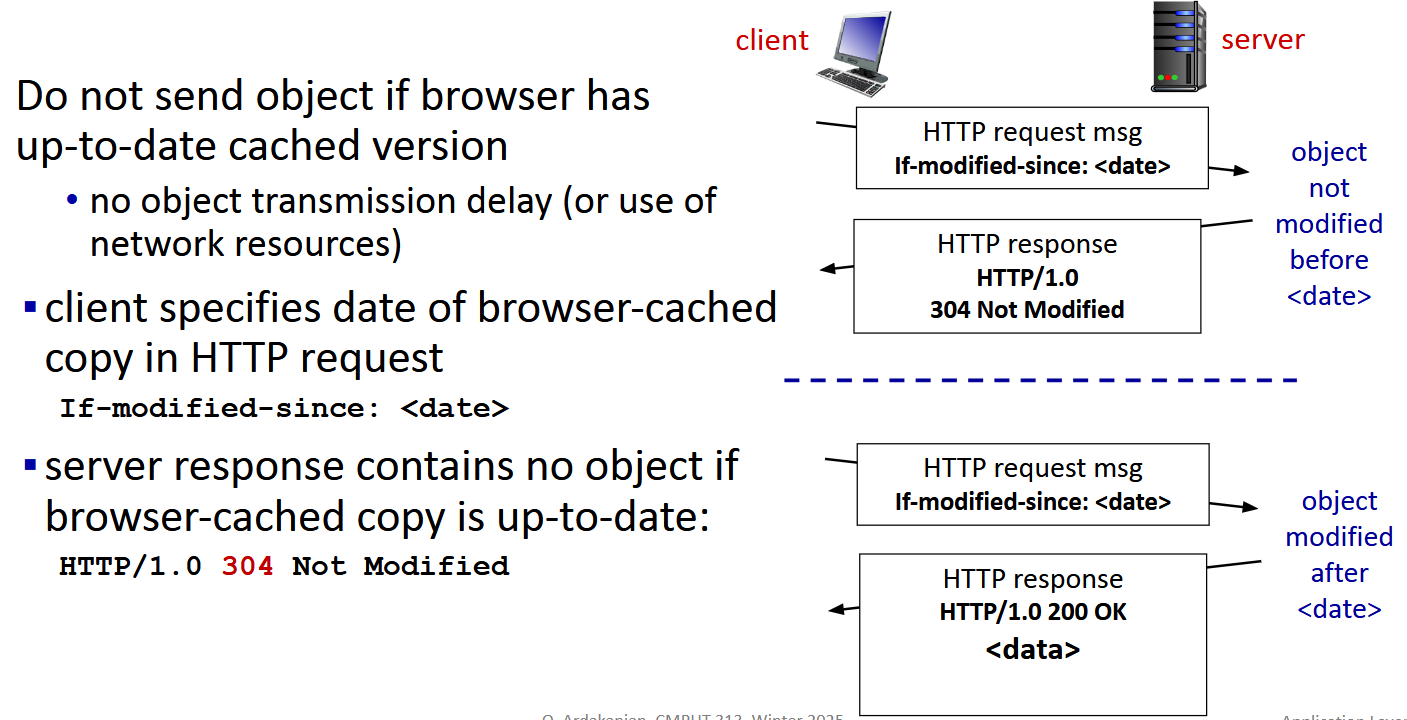 Do not send object if browser has
up-to-date cached version
• no object transmission delay (or use of
network resources)
▪ client specifies date of browser-cached
copy in HTTP request
If-modified-since: <date>
▪ server response contains no object if
browser-cached copy is up-to-date:
HTTP/1.0 304 Not Modified
client
server
HTTP request msg
If-modified-since: <date>
object
not
modified
before
<date>
HTTP response
HTTP/1.0
304 Not Modified
HTTP request msg
If-modified-since: <date>
object
modified
after
<date>
HTTP response
HTTP/1.0 200 OK
<data>
O. Ardakanian, CMPUT 313, Winter 2025
Application Layer